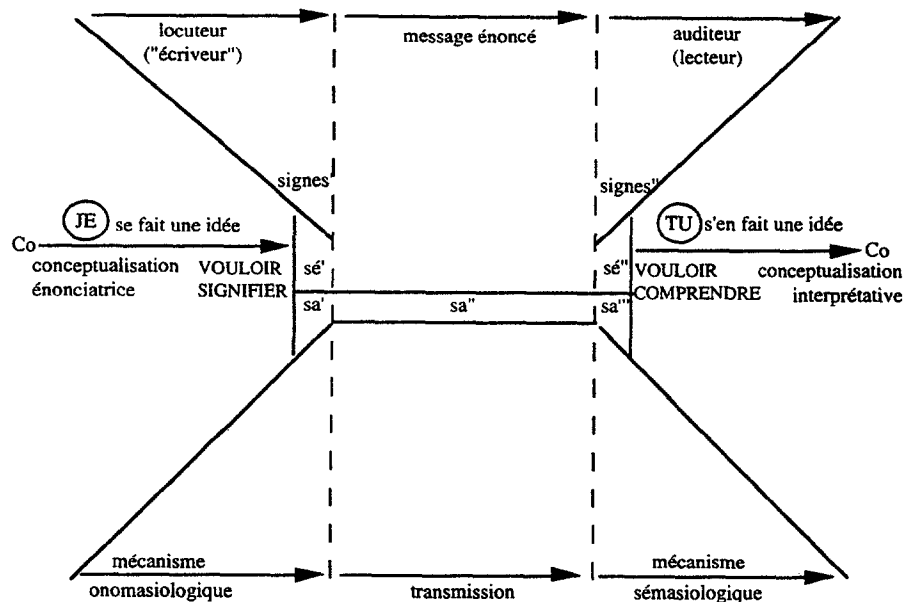 locuteur
("écriveur")
message énoncé
auditeur
(lecteur)
signes'
signes"
JE se fait une idée
TU s'en fait une idée
Co
Co
conceptualisation
énonciatrice
VOULOIR
SIGNIFIER
sé'
sa'
sa"
sé"
sa'"
VOULOIR
COMPRENDRE
conceptualisation
interprétative
mécanisme
onomasiologique
transmission
mécanisme
sémasiologique